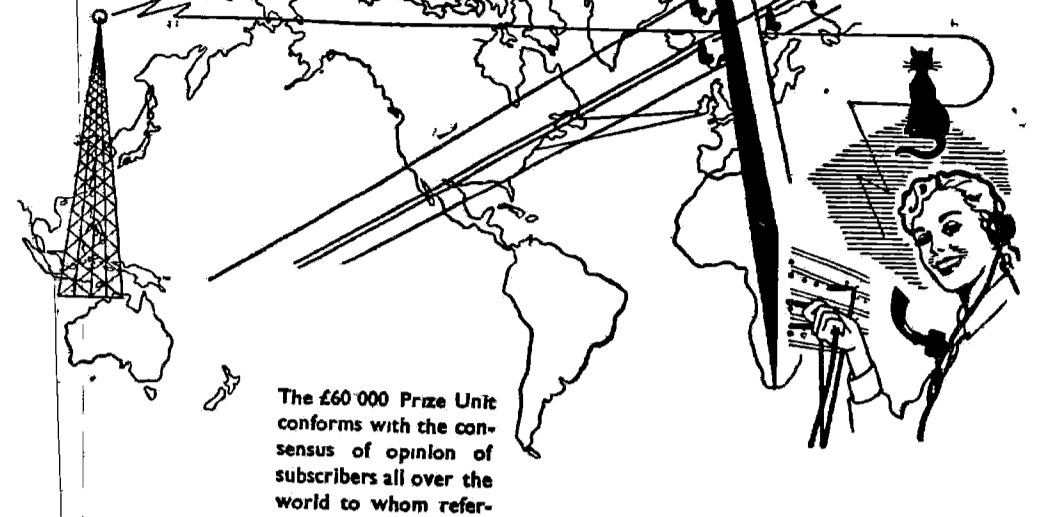 The £60 000 Prize Unit
conforms with the con-
sensus of opinion of
subscribers all over the
world to whom refer-